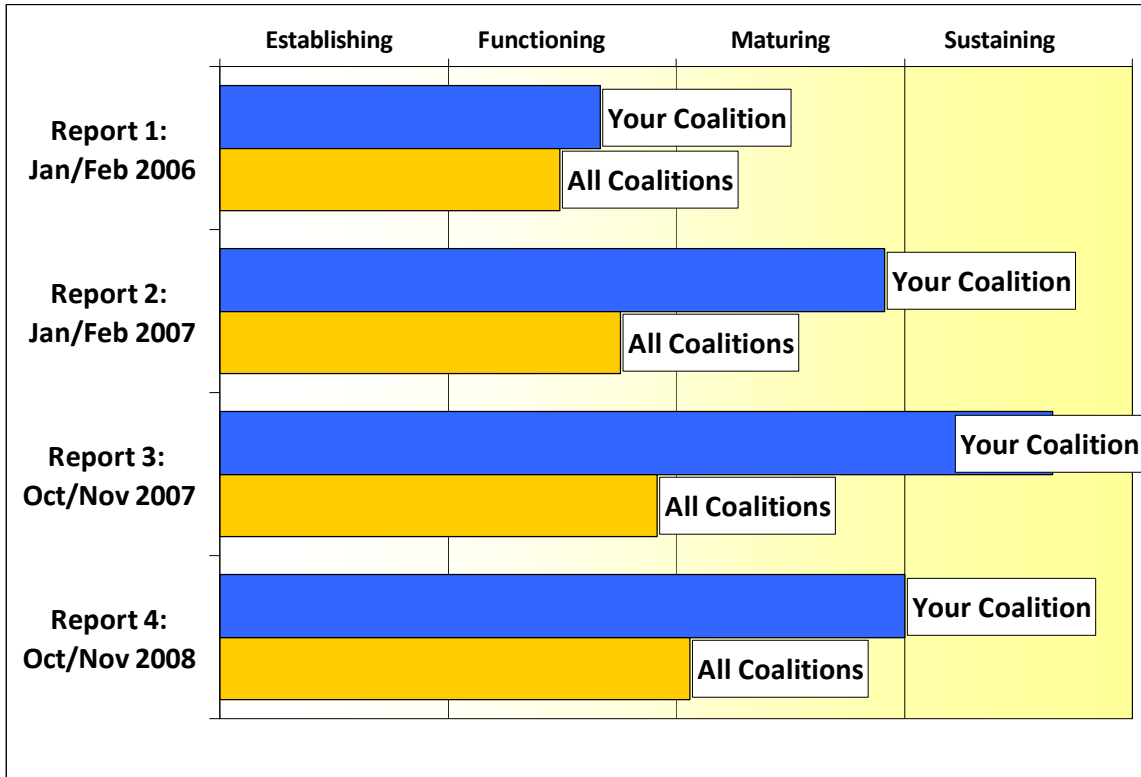 Establishing Functioning Maturing Sustaining
Report 1:
Jan/Feb 2006
Your Coalition
All Coalitions
Report 2:
Jan/Feb 2007
Your Coalition
All Coalitions
Report 3:
Oct/Nov 2007
Your Coalition
All Coalitions
Report 4:
Oct/Nov 2008
Your Coalition
All Coalitions